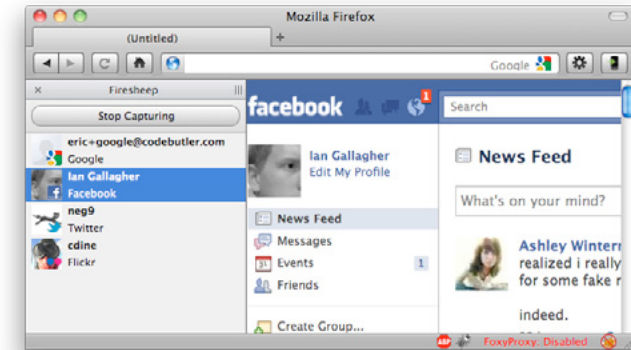 Mozilla Firefox
(Untitled)
+
Google
× Firesheep
Stop Capturing
eric+google@codebutler.com
Google
Ian Gallagher
Facebook
neg9
Twitter
cdine
Flickr
facebook
1
Search
Ian Gallagher
Edit My Profile
News Feed
Messages
Events 1
Friends
Create Group...
News Feed
What's on your mind?
Ashley
realized i really
for some fake
indeed.
ABP
FoxyProxy: Disabled